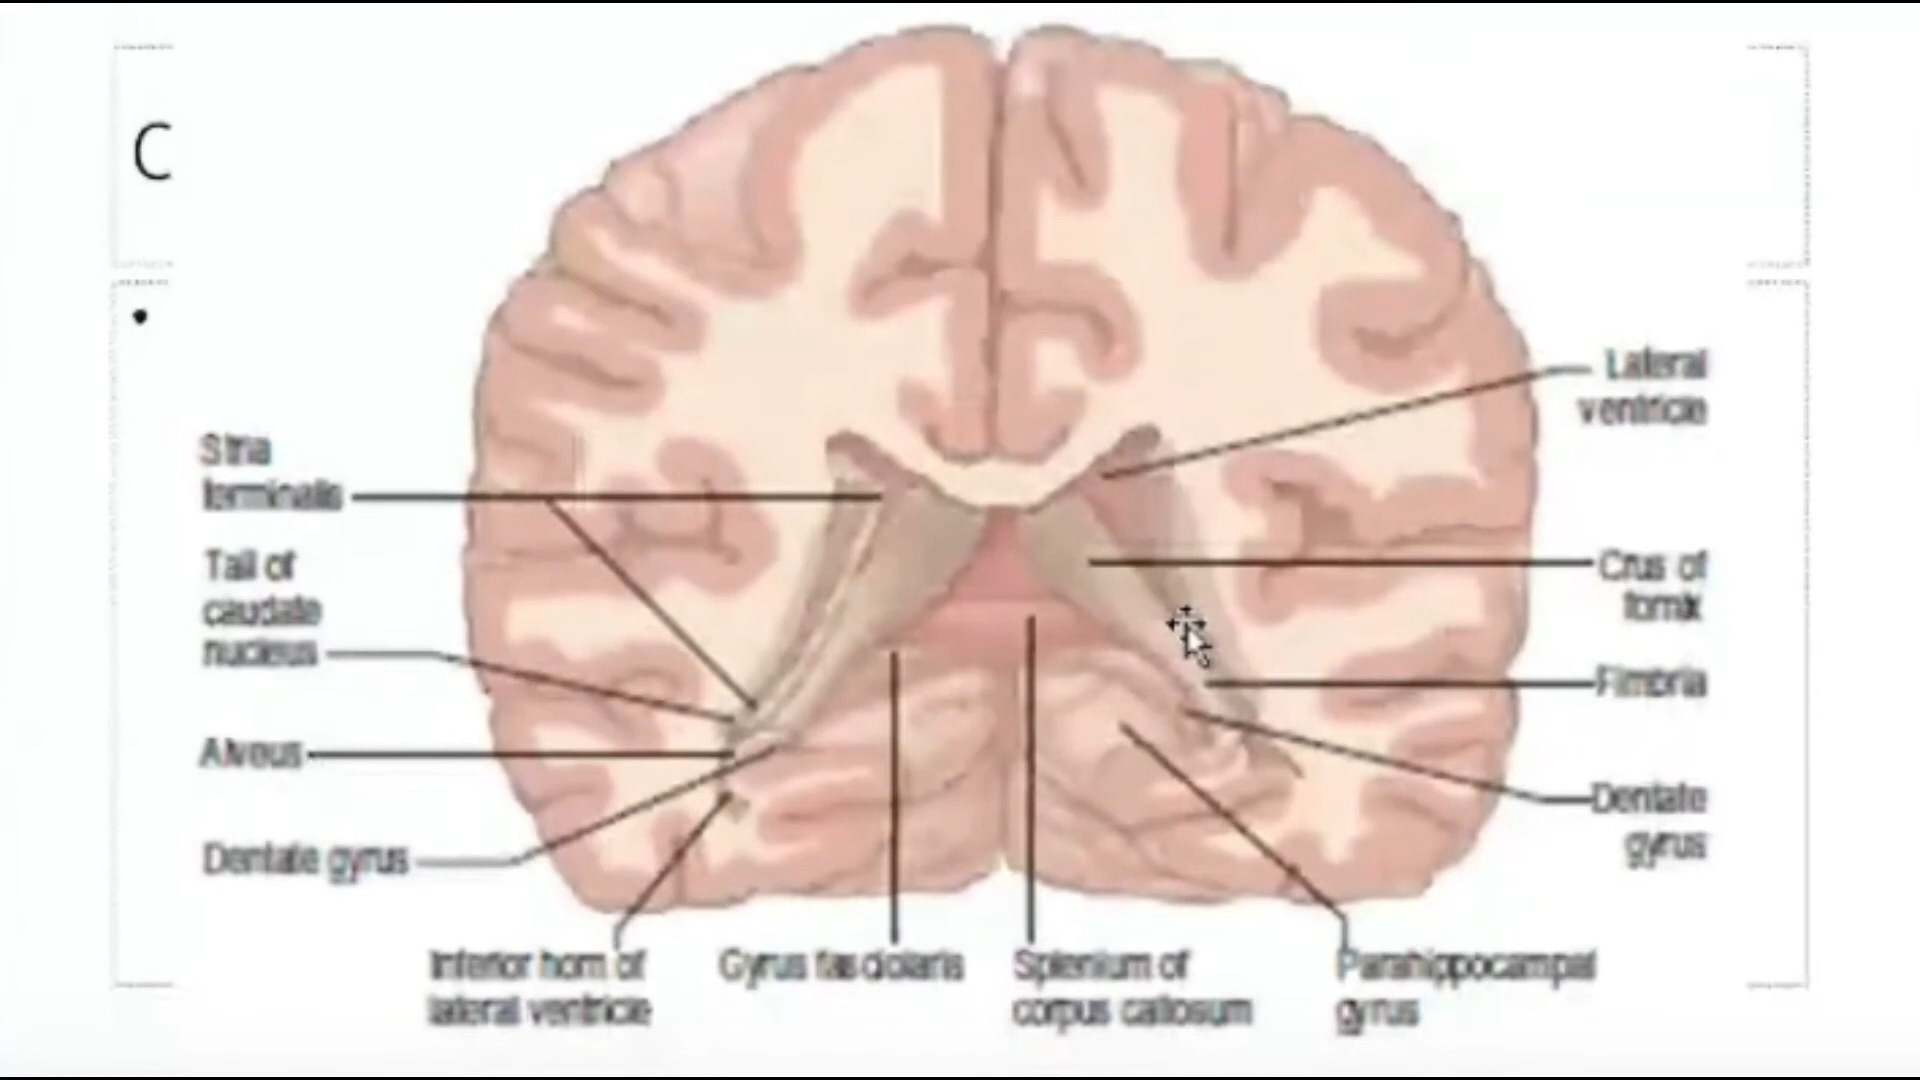 C
•
Stria
terminalis
Tail of
caudate
nucleus
Alveus
Dentate gyrus
Inferior horn of
lateral ventricle
Gyrus fasciolaris
Splenium of
corpus callosum
Parahippocampal
gyrus
Lateral
ventricle
Crus of
fornix
Fimbria
Dentate
gyrus